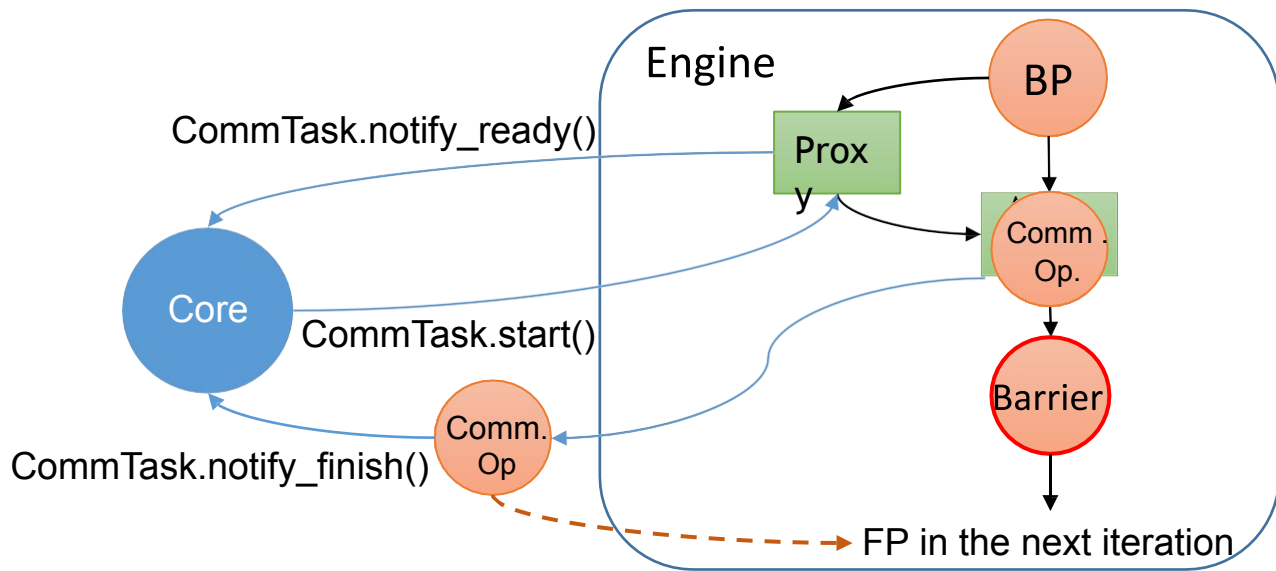 Engine
BP
CommTask.notify_ready()
Prox
y
Comm .
Op.
Core
CommTask.start()
Barrier
Comm.
Op
CommTask.notify_finish()
FP in the next iteration